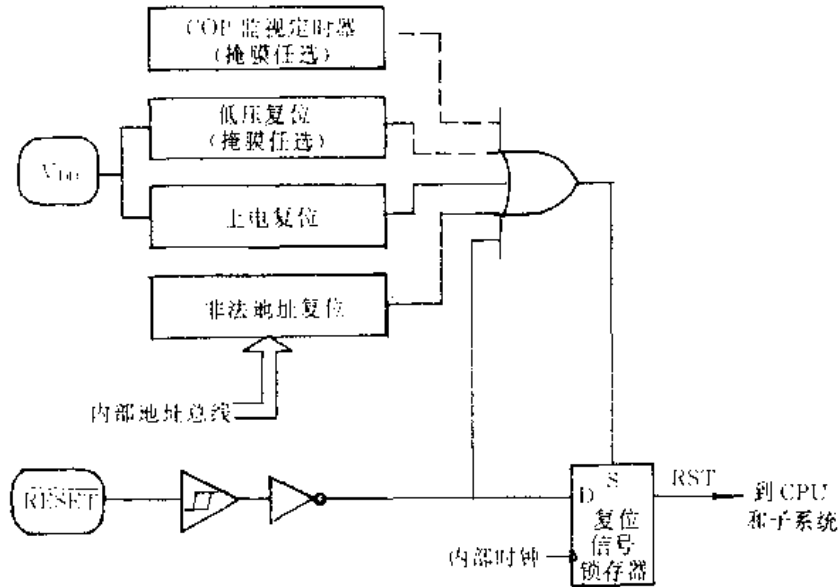 COP 监视定时器
(掩膜任选)
低压复位
(掩膜任选)
VDD
上电复位
非法地址复位
内部地址总线
RESET
S
D
复位
信号
锁存器
RST
到 CPU
和子系统
内部时钟